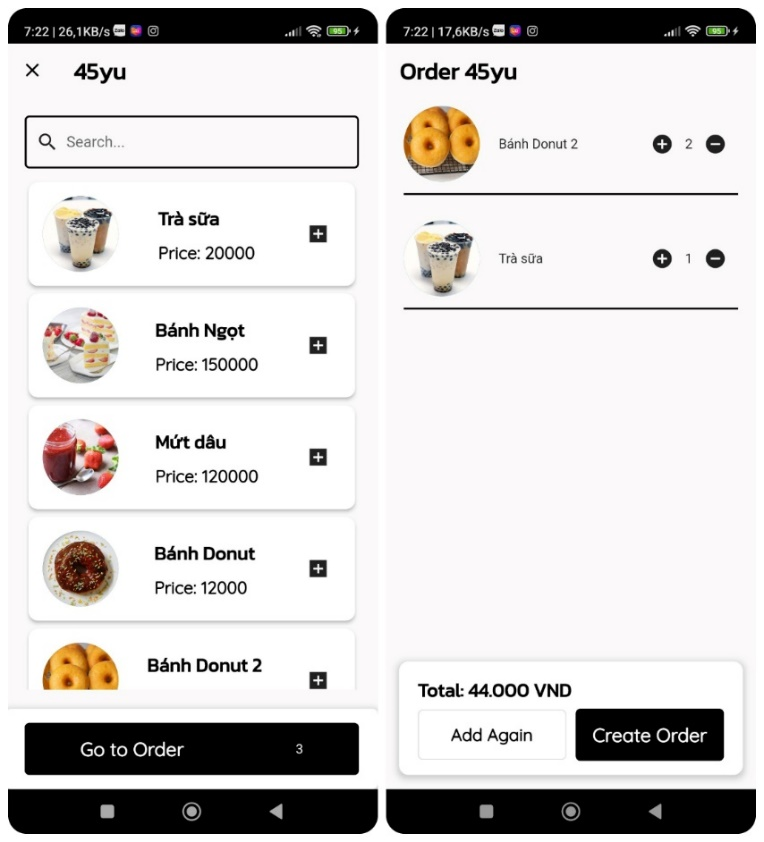 7:22 | 26,1KB/s
95
45yu
Search...
Trà sữa
Price: 20000
Bánh Ngọt
Price: 150000
Mứt dâu
Price: 120000
Bánh Donut
Price: 12000
Bánh Donut 2
Go to Order 3
7:22 | 17,6KB/s
95
Order 45yu
Bánh Donut 2 2
Trà sữa 1
Total: 44.000 VND
Add Again Create Order